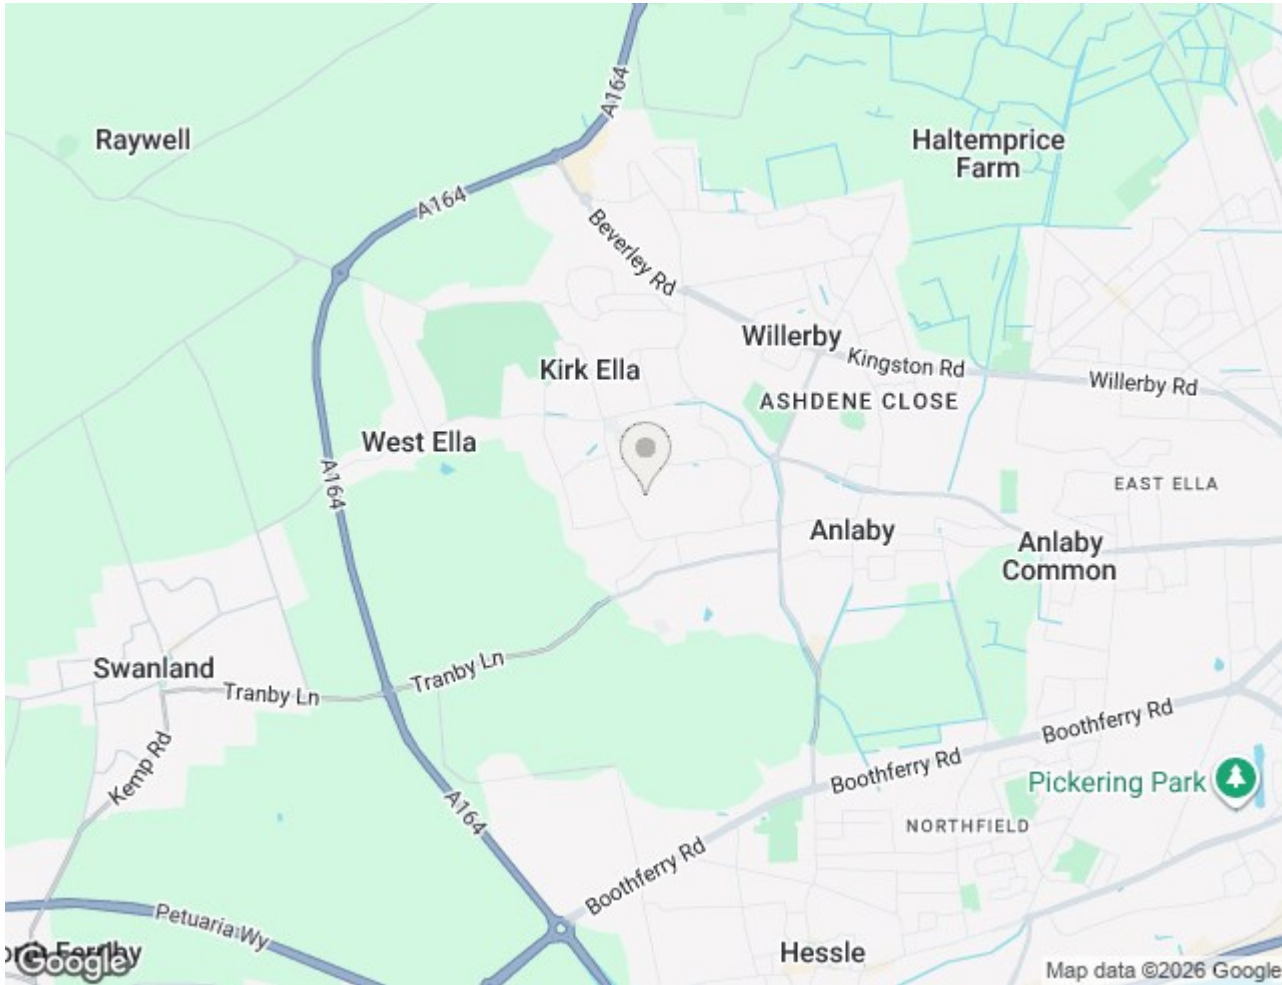 A164
Raywell
Haltemprice
Farm
A164
Beverley Rd
Willerby
Kingston Rd
Kirk Ella
Willerby Rd
ASHDENE CLOSE
West Ella
A164
EAST ELLA
Anlaby
Anlaby
Common
Swanland
Tranby Ln
Tranby Ln
Kemp Rd
Boothferry Rd
Boothferry Rd
Pickering Park
A164
NORTHFIELD
Boothferry Rd
Petuaria Wy
Hessle
Google
Map data ©2026 Google